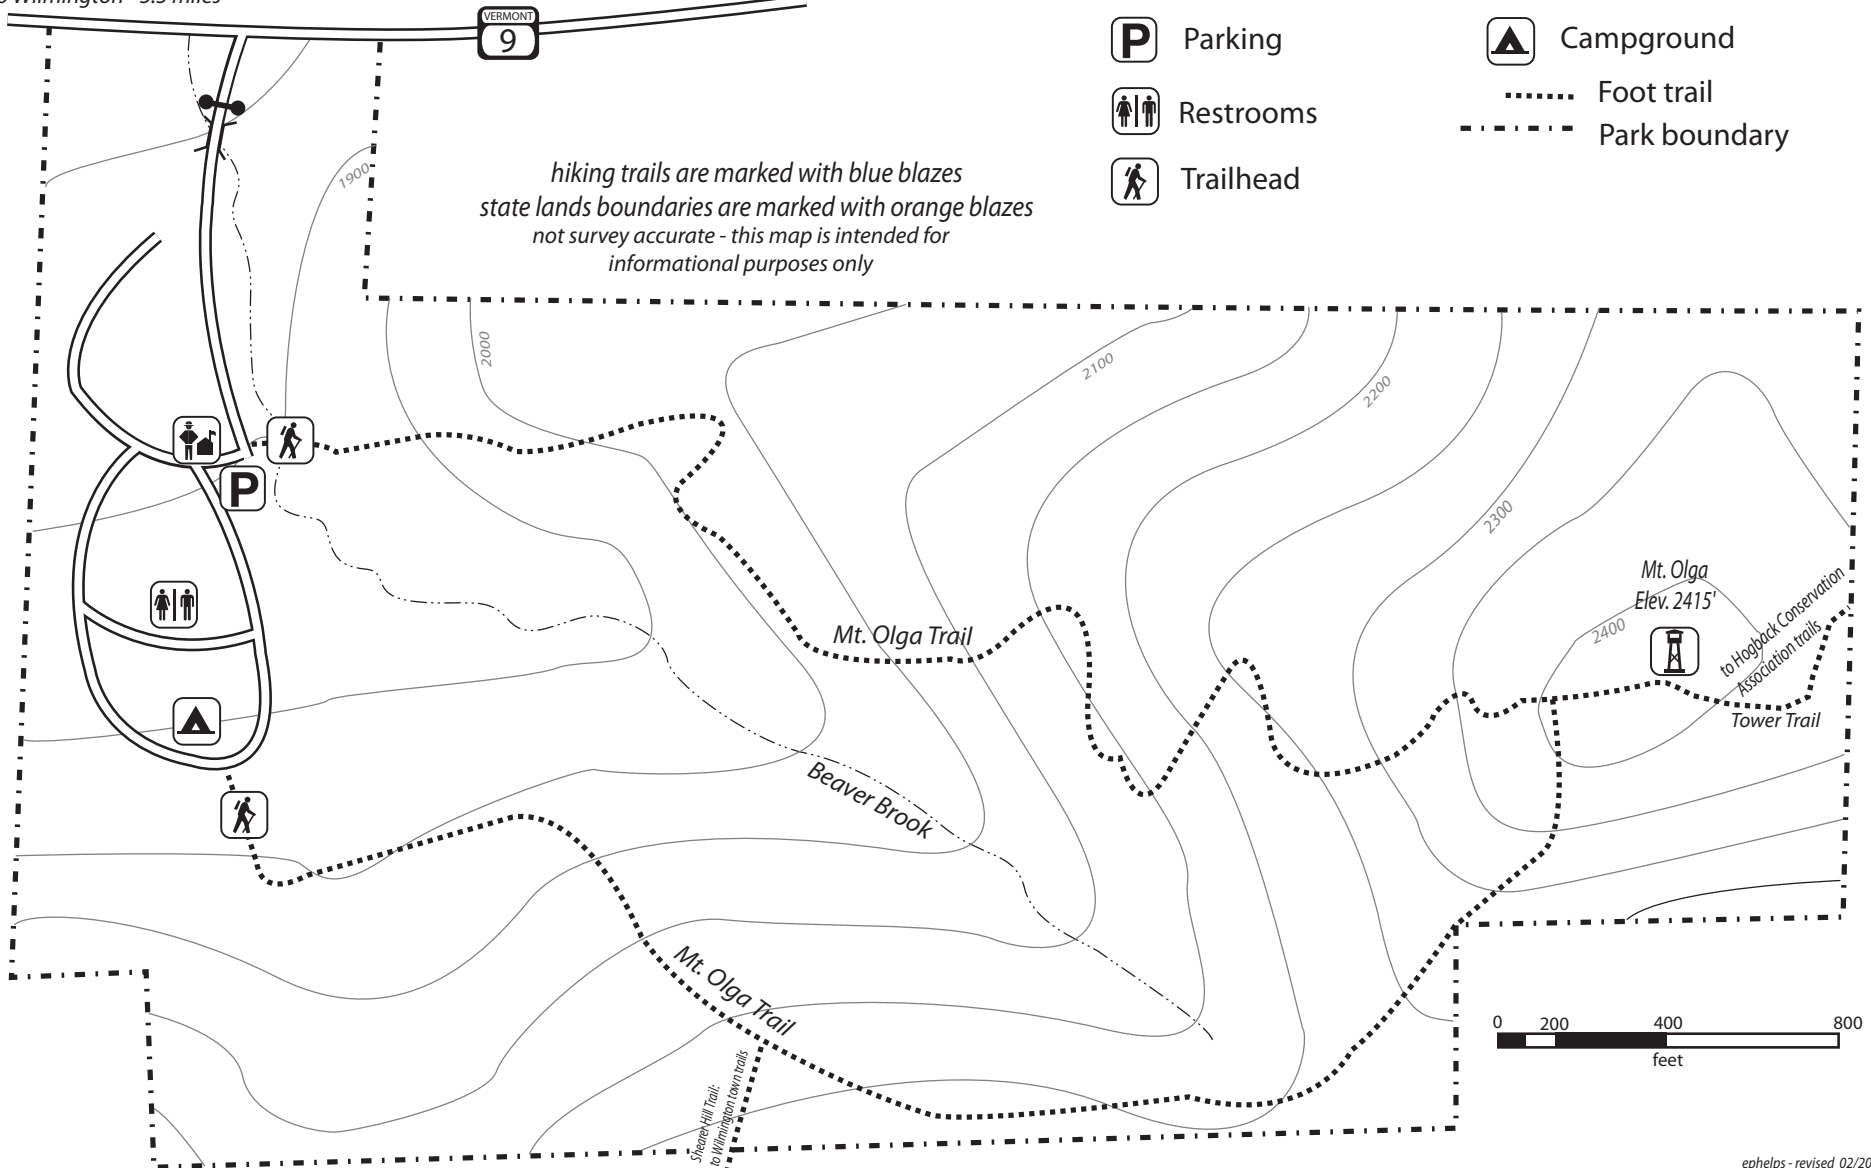 Wilmington - 3.5 miles
VERMONT
9
P
Parking
Restrooms
Trailhead
Campground
Foot trail
Park boundary
hiking trails are marked with blue blazes
state lands boundaries are marked with orange blazes
not survey accurate - this map is intended for
informational purposes only
1900
2000
2100
2200
2300
2400
P
Mt. Olga
Elev. 2415'
to Hogback Conservation
Association trails
Tower Trail
Mt. Olga Trail
Beaver Brook
Mt. Olga Trail
Shearer Hill Trail:
to Wilmington town trails
0 200 400 800
feet
ephelps - revised 02/20